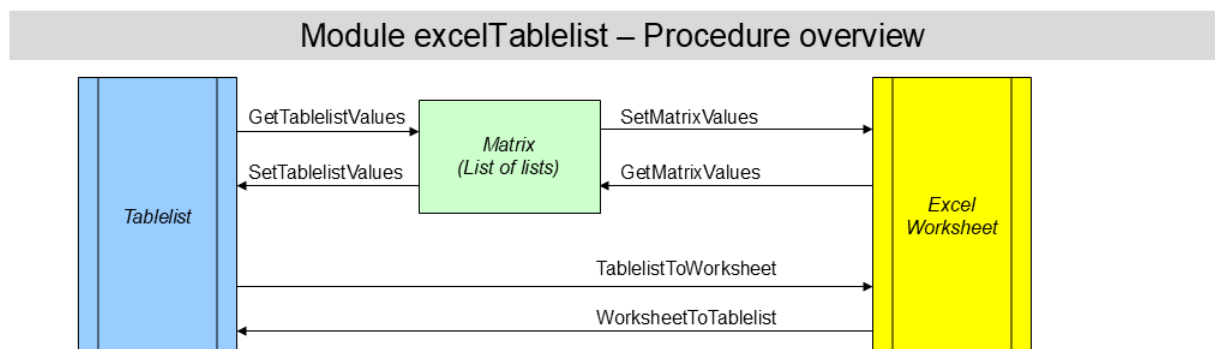 Module excelTablelist – Procedure overview
GetTablelistValues
SetMatrixValues
Matrix
(List of lists)
SetTablelistValues
GetMatrixValues
Tablelist
Excel
Worksheet
TablelistToWorksheet
WorksheetToTablelist